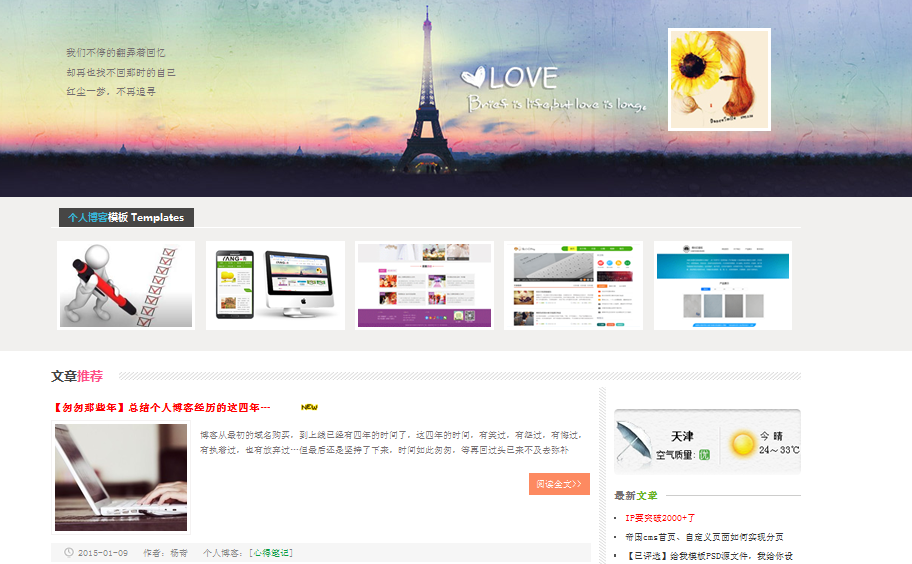 我们不停的翻弄着回忆
却再也找不回那时的自己
红尘一梦，不再追寻
LOVE
Brief is life,but love is long。
个人博客模板 Templates
文章推荐
【匆匆那些年】总结个人博客经历的这四年… NEW
博客从最初的域名购买，到上线已经有四年的时间了，这四年的时间，有笑过，有怨过，有悔过，
有执着过，也有放弃过…但最后还是坚持了下来，时间如此匆匆，等再回过头已来不及去弥补
阅读全文>>
2015-01-09 作者：杨青 个人博客：[心得笔记]
天津
空气质量: 优
今 晴
24～33℃
最新文章
IP要突破2000+了
帝国cms首页、自定义页面如何实现分页
【已评选】给我模板PSD源文件，我给你设